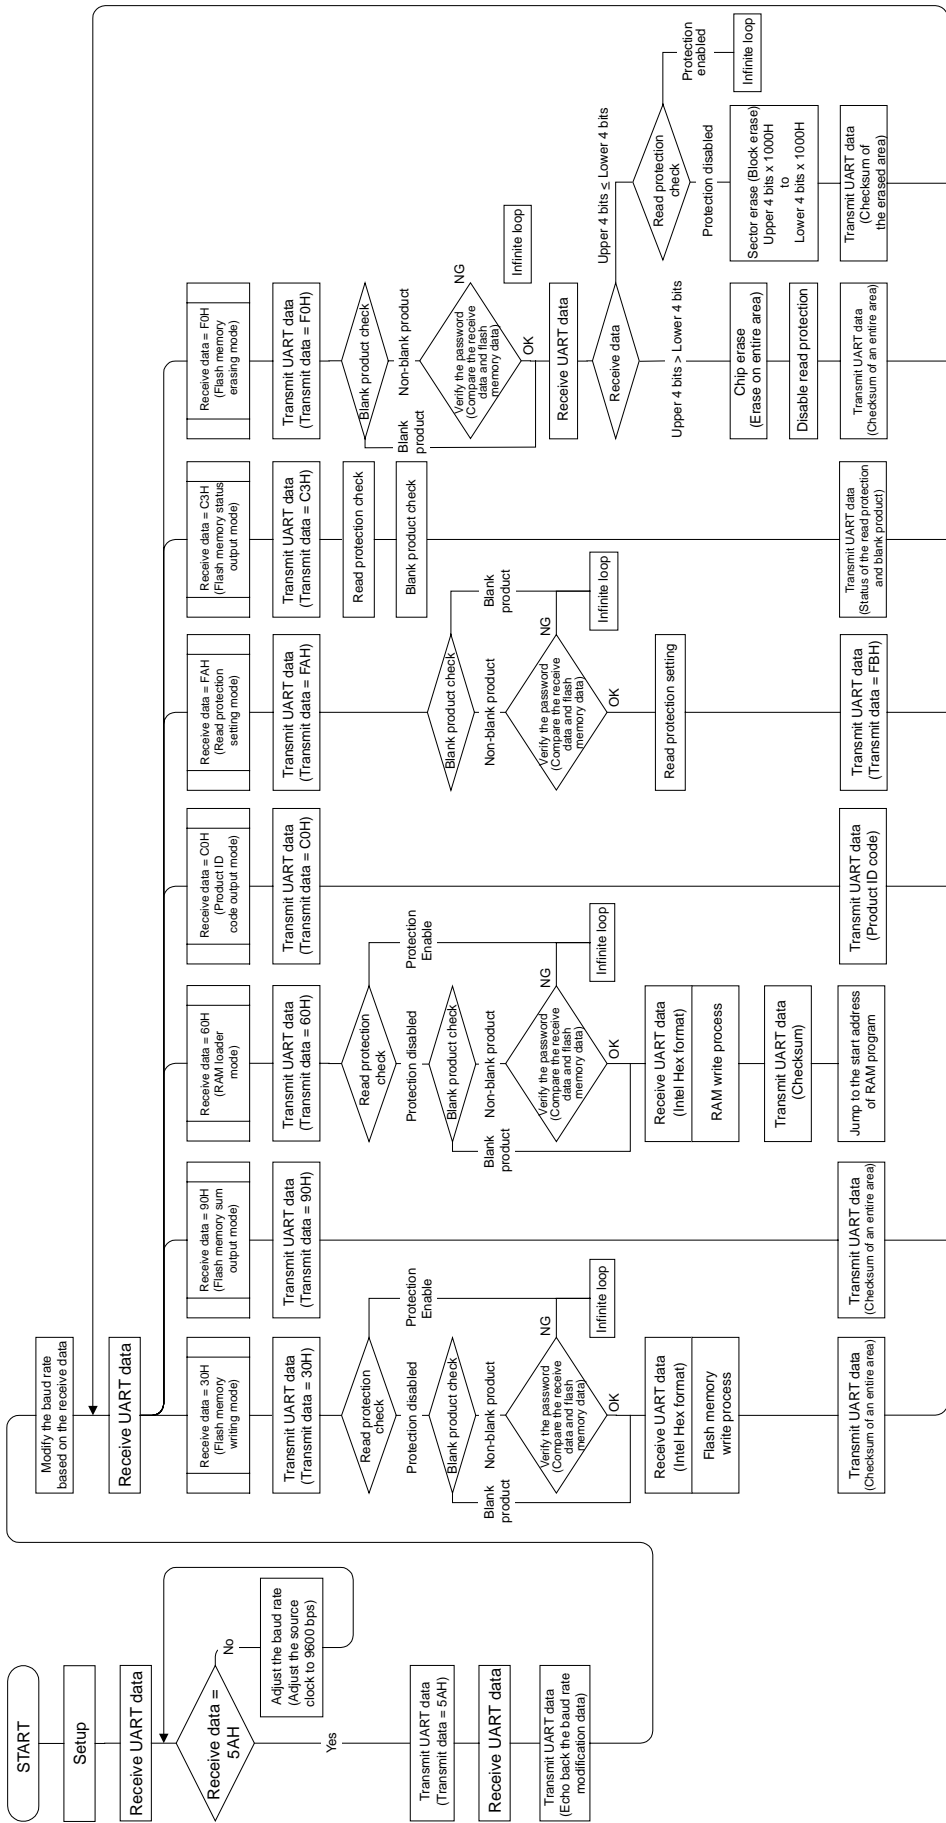 START
Setup
Receive UART data
Receive data =
5AH
No
Adjust the baud rate
(Adjust the source
clock to 9600 bps)
Yes
Transmit UART data
(Transmit data = 5AH)
Receive UART data
Transmit UART data
(Echo back the baud rate
modification data)
Modify the baud rate
based on the receive data
Receive UART data
Receive data = 30H
(Flash memory
writing mode)
Transmit UART data
(Transmit data = 30H)
Read protection
check
Protection
Enable
Protection disabled
Blank product check
Non-blank product
Blank
product
Verify the password
(Compare the receive
data and flash
memory data)
NG
Infinite loop
OK
Receive UART data
(Intel Hex format)
Flash memory
write process
Transmit UART data
(Checksum of an entire area)
Receive data = 90H
(Flash memory sum
output mode)
Transmit UART data
(Transmit data = 90H)
Transmit UART data
(Checksum of an entire area)
Receive data = 60H
(RAM loader
mode)
Transmit UART data
(Transmit data = 60H)
Read protection
check
Protection
Enable
Protection disabled
Blank product check
Non-blank product
Blank
product
Verify the password
(Compare the receive
data and flash
memory data)
NG
Infinite loop
OK
Receive UART data
(Intel Hex format)
RAM write process
Transmit UART data
(Checksum)
Jump to the start address
of RAM program
Receive data = C0H
(Product ID
code output mode)
Transmit UART data
(Transmit data = C0H)
Transmit UART data
(Product ID code)
Receive data = FAH
(Read protection
setting mode)
Transmit UART data
(Transmit data = FAH)
Blank product check
Blank
product
Non-blank product
Verify the password
(Compare the receive
data and flash
memory data)
NG
Infinite loop
OK
Read protection setting
Transmit UART data
(Transmit data = FBH)
Receive data = C3H
(Flash memory status
output mode)
Transmit UART data
(Transmit data = C3H)
Read protection check
Blank product check
Transmit UART data
(Status of the read protection
and blank product)
Receive data = F0H
(Flash memory
erasing mode)
Transmit UART data
(Transmit data = F0H)
Blank product check
Non-blank product
Blank
product
Verify the password
(Compare the receive
data and flash
memory data)
NG
Infinite loop
OK
Receive UART data
Receive data
Upper 4 bits > Lower 4 bits
Chip erase
(Erase on entire area)
Disable read protection
Transmit UART data
(Checksum of an entire area)
Upper 4 bits ≤ Lower 4 bits
Read protection
check
Protection
enabled
Infinite loop
Protection disabled
Sector erase (Block erase)
Upper 4 bits x 1000H
to
Lower 4 bits x 1000H
Transmit UART data
(Checksum of
the erased area)